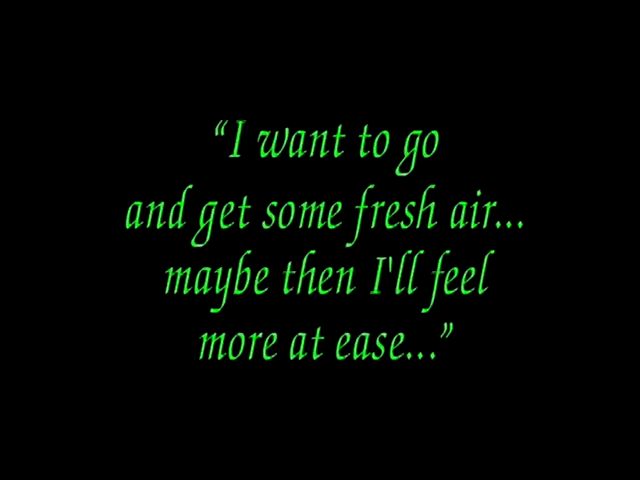 “I want to go
and get some fresh air...
maybe then I'll feel
more at ease...”